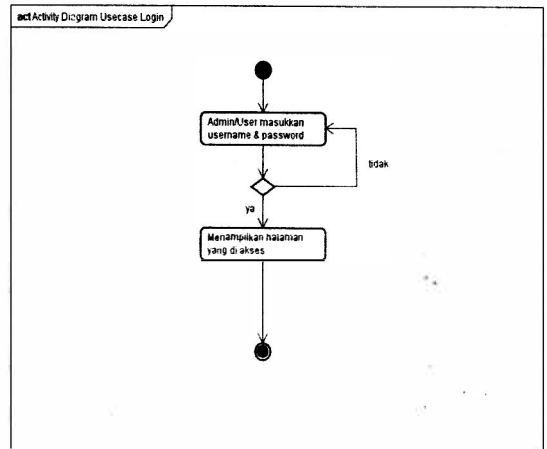 act Activity Diagram Usecase Login
Admin/User masukkan
username & password
tidak
ya
Menampilkan halaman
yang di akses